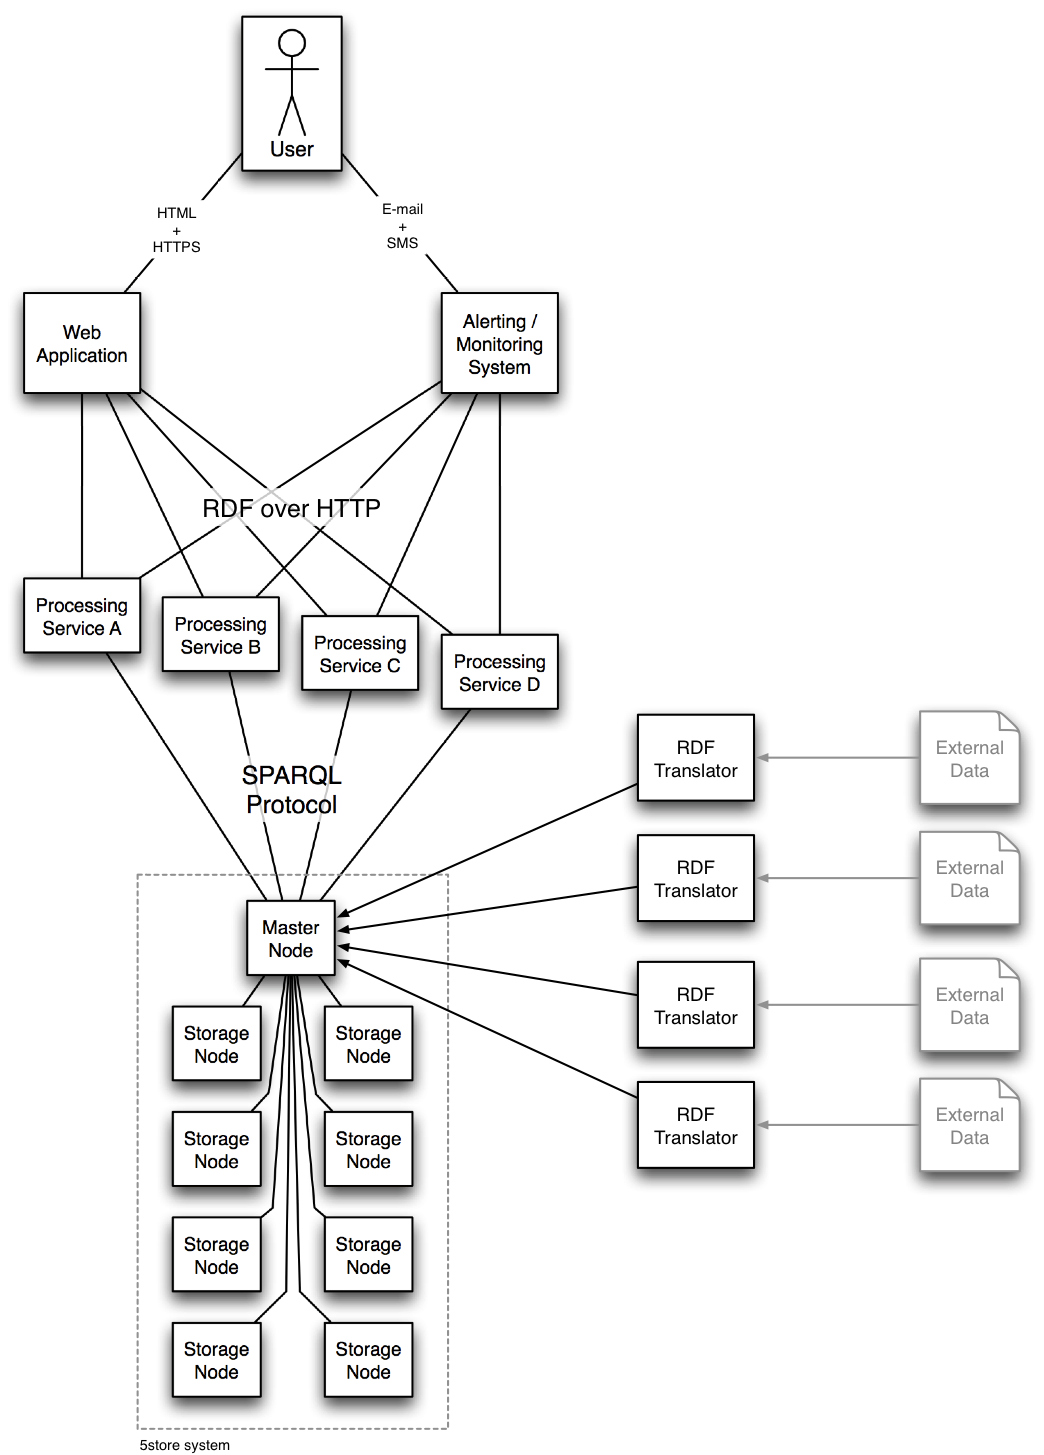 User
HTML
+
HTTPS
E-mail
+
SMS
Web
Application
Alerting /
Monitoring
System
RDF over HTTP
Processing
Service A
Processing
Service B
Processing
Service C
Processing
Service D
SPARQL
Protocol
RDF
Translator
External
Data
RDF
Translator
External
Data
Master
Node
RDF
Translator
External
Data
RDF
Translator
External
Data
Storage
Node
Storage
Node
Storage
Node
Storage
Node
Storage
Node
Storage
Node
Storage
Node
Storage
Node
5store system